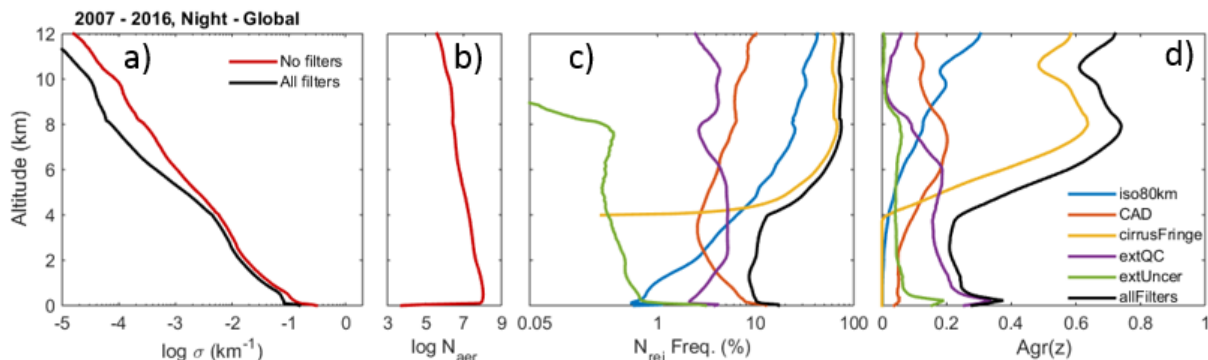 2007 - 2016, Night - Global
a)
b)
c)
d)
No filters
All filters
Altitude (km)
12
10
8
6
4
2
0
-5 -4 -3 -2 -1 0
log σ (km⁻¹)
3 5 7 9
log N_aer
0.05 1 10 100
N_rej Freq. (%)
0 0.2 0.4 0.6 0.8 1
Agr(z)
iso80km
CAD
cirrusFringe
extQC
extUncer
allFilters